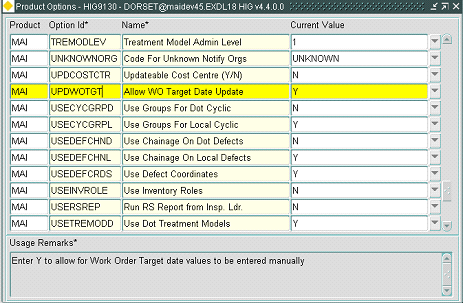 Product Options - HIG9130 - DORSET@maidev45.EXDL18 HIG v4.4.0.0
Product Option Id* Name* Current Value
MAI TREMODLEV Treatment Model Admin Level 1
MAI UNKNOWNORG Code For Unknown Notify Orgs UNKNOWN
MAI UPDCOSTCTR Updateable Cost Centre (Y/N) N
MAI UPDWOTGT Allow WO Target Date Update Y
MAI USECYCGRPD Use Groups For Dot Cyclic Y
MAI USECYCGRPL Use Groups For Local Cyclic Y
MAI USEDEFCHND Use Chainage On Dot Defects N
MAI USEDEFCHNL Use Chainage On Local Defects Y
MAI USEDEFCRDS Use Defect Coordinates Y
MAI USEINVROLE Use Inventory Roles N
MAI USERSREP Run RS Report from Insp. Ldr. N
MAI USETREMODD Use Dot Treatment Models Y
Usage Remarks*
Enter Y to allow for Work Order Target date values to be entered manually